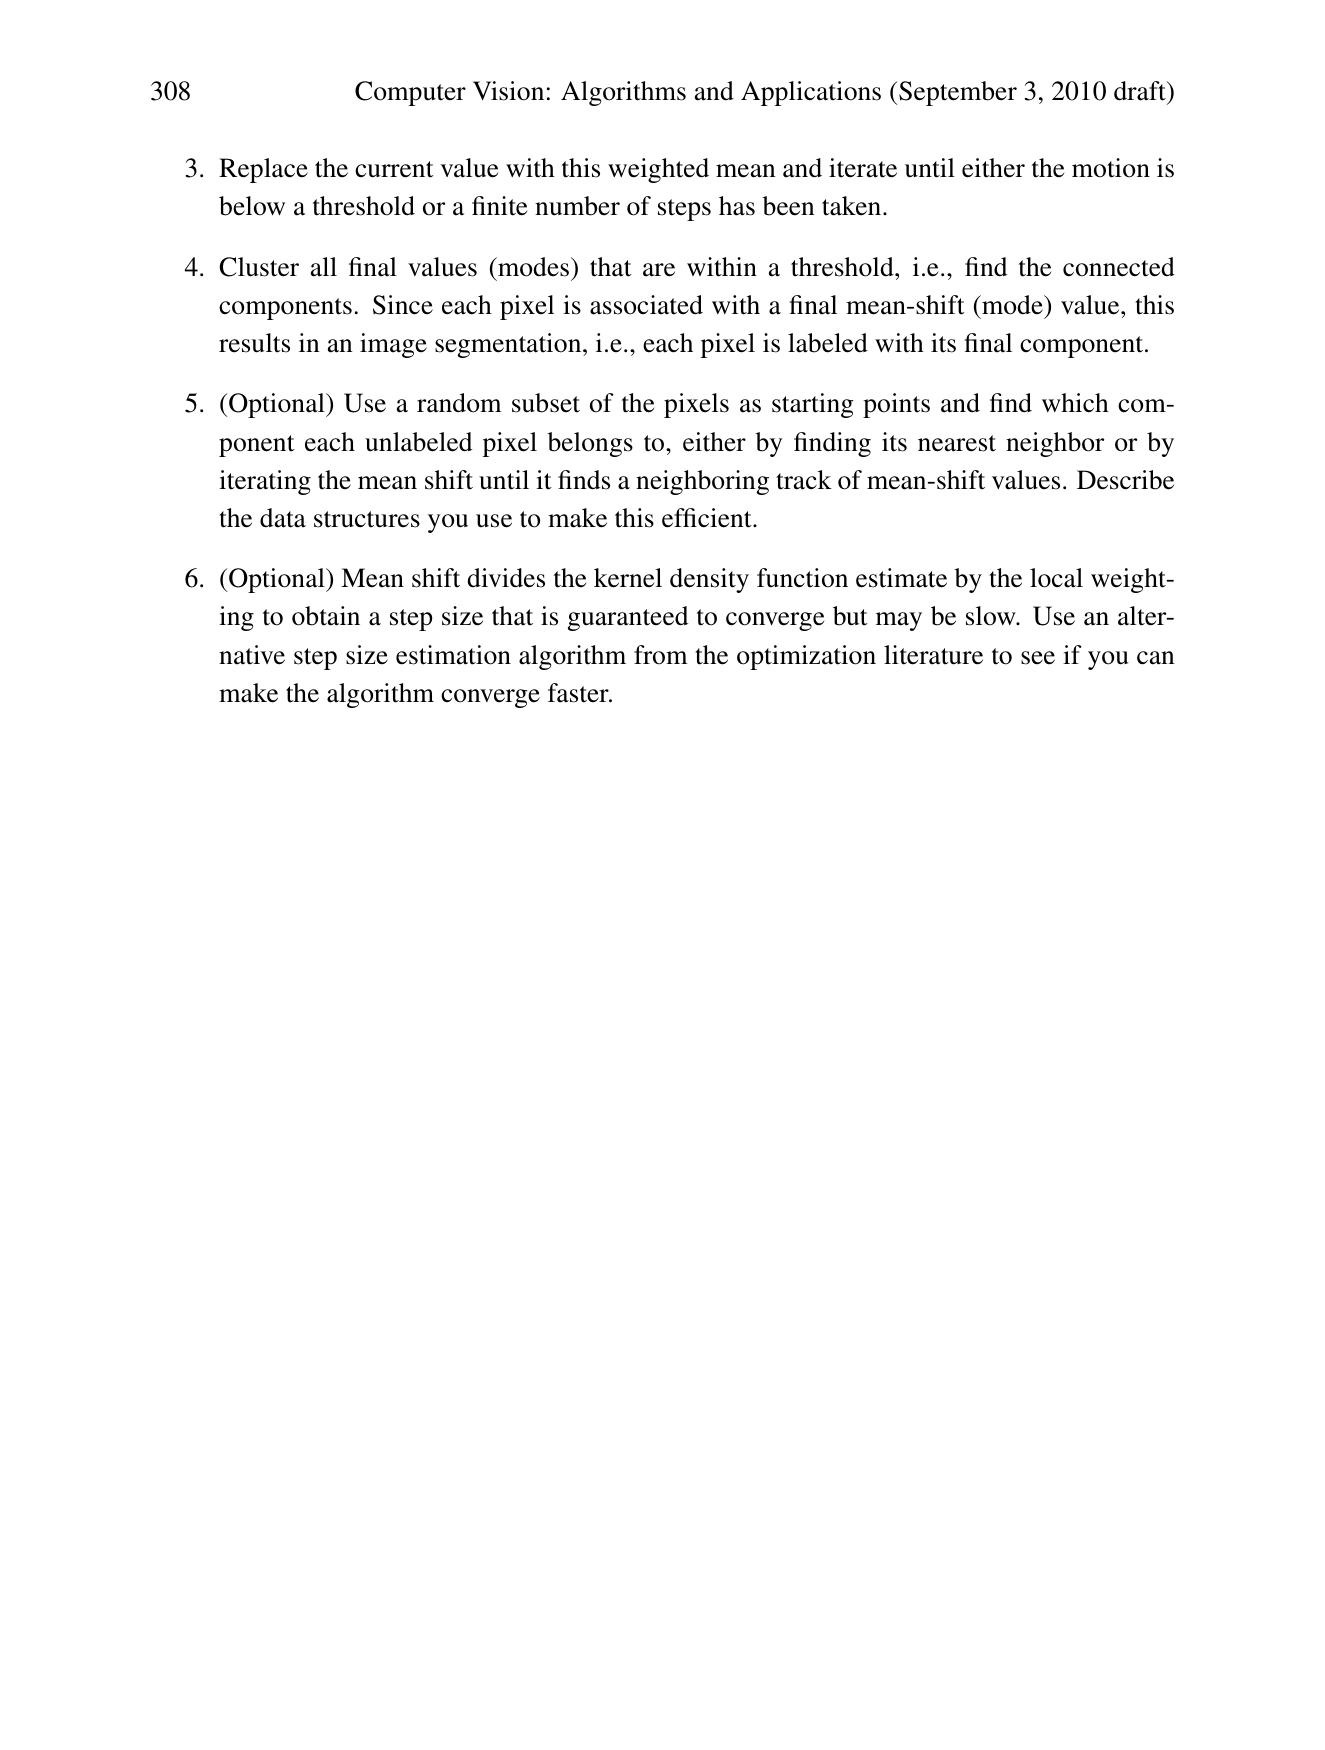 308 Computer Vision: Algorithms and Applications (September 3, 2010 draft)
3. Replace the current value with this weighted mean and iterate until either the motion is
below a threshold or a finite number of steps has been taken.
4. Cluster all final values (modes) that are within a threshold, i.e., find the connected
components. Since each pixel is associated with a final mean-shift (mode) value, this
results in an image segmentation, i.e., each pixel is labeled with its final component.
5. (Optional) Use a random subset of the pixels as starting points and find which com-
ponent each unlabeled pixel belongs to, either by finding its nearest neighbor or by
iterating the mean shift until it finds a neighboring track of mean-shift values. Describe
the data structures you use to make this efficient.
6. (Optional) Mean shift divides the kernel density function estimate by the local weight-
ing to obtain a step size that is guaranteed to converge but may be slow. Use an alter-
native step size estimation algorithm from the optimization literature to see if you can
make the algorithm converge faster.